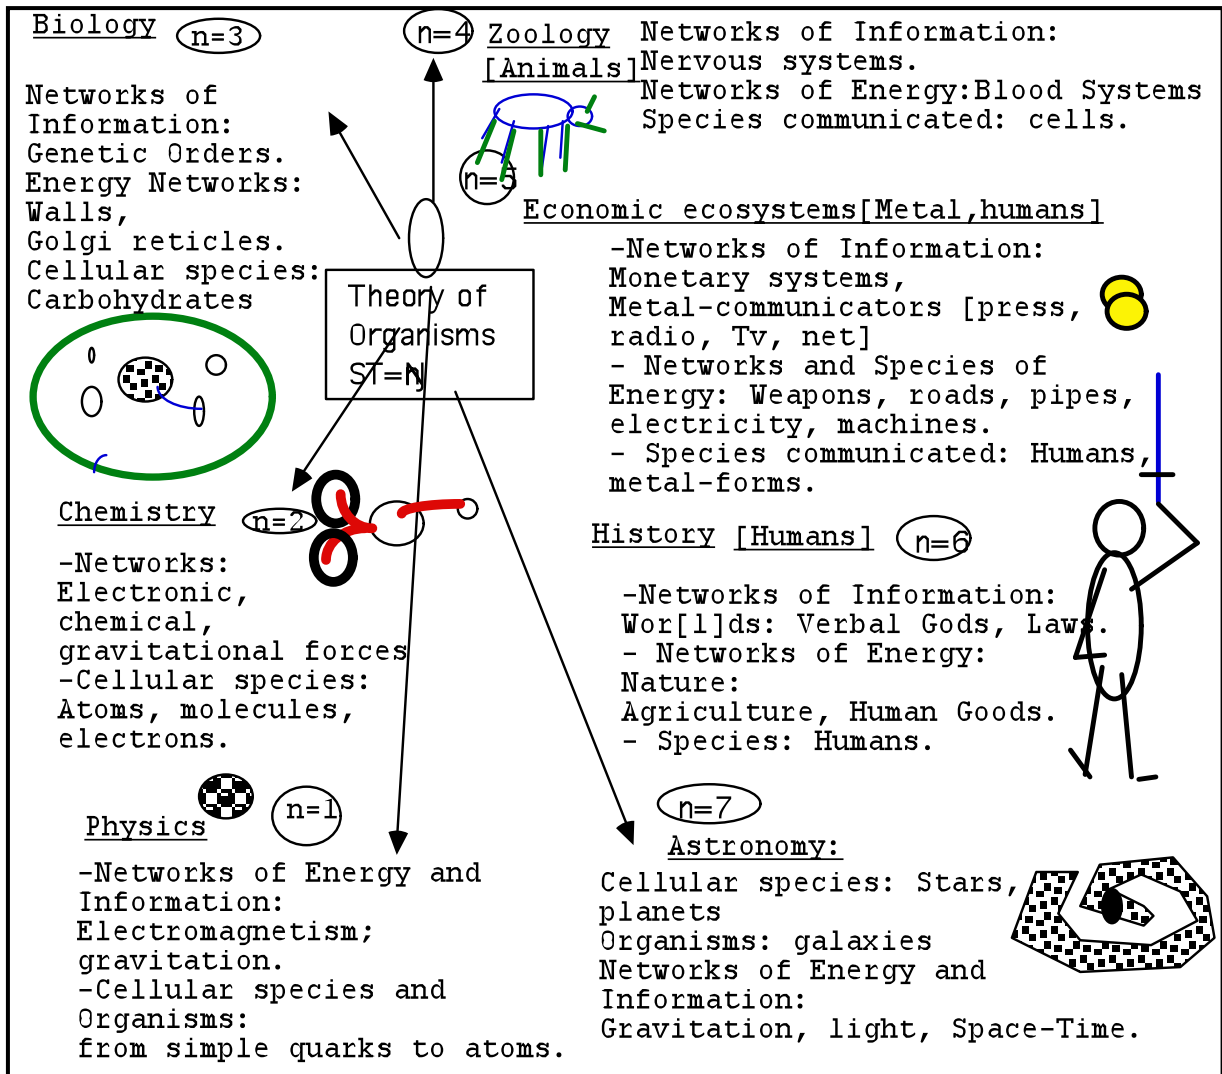 Biology
n=3
Networks of
Information:
Genetic Orders.
Energy Networks:
Walls,
Golgi reticles.
Cellular species:
Carbohydrates
n=4
Zoology
[Animals]
Networks of Information:
Nervous systems.
Networks of Energy:Blood Systems
Species communicated: cells.
n=5
Economic ecosystems[Metal,humans]
-Networks of Information:
Monetary systems,
Metal-communicators [press,
radio, Tv, net]
- Networks and Species of
Energy: Weapons, roads, pipes,
electricity, machines.
- Species communicated: Humans,
metal-forms.
Theory of
Organisms
ST=N
Chemistry
n=2
-Networks:
Electronic,
chemical,
gravitational forces
-Cellular species:
Atoms, molecules,
electrons.
History [Humans]
n=6
-Networks of Information:
Wor[l]ds: Verbal Gods, Laws.
- Networks of Energy:
Nature:
Agriculture, Human Goods.
- Species: Humans.
Physics
n=1
-Networks of Energy and
Information:
Electromagnetism;
gravitation.
-Cellular species and
Organisms:
from simple quarks to atoms.
n=7
Astronomy:
Cellular species: Stars,
planets
Organisms: galaxies
Networks of Energy and
Information:
Gravitation, light, Space-Time.